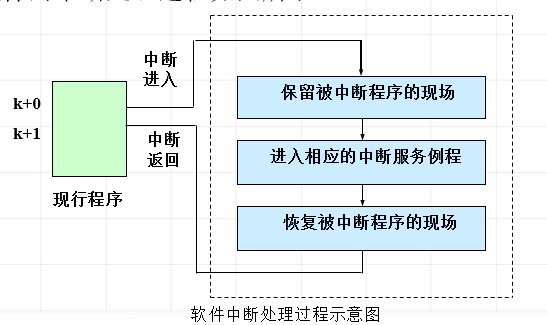 中断
进入
k+0
k+1
中断
返回
现行程序
保留被中断程序的现场
进入相应的中断服务例程
恢复被中断程序的现场
软件中断处理过程示意图